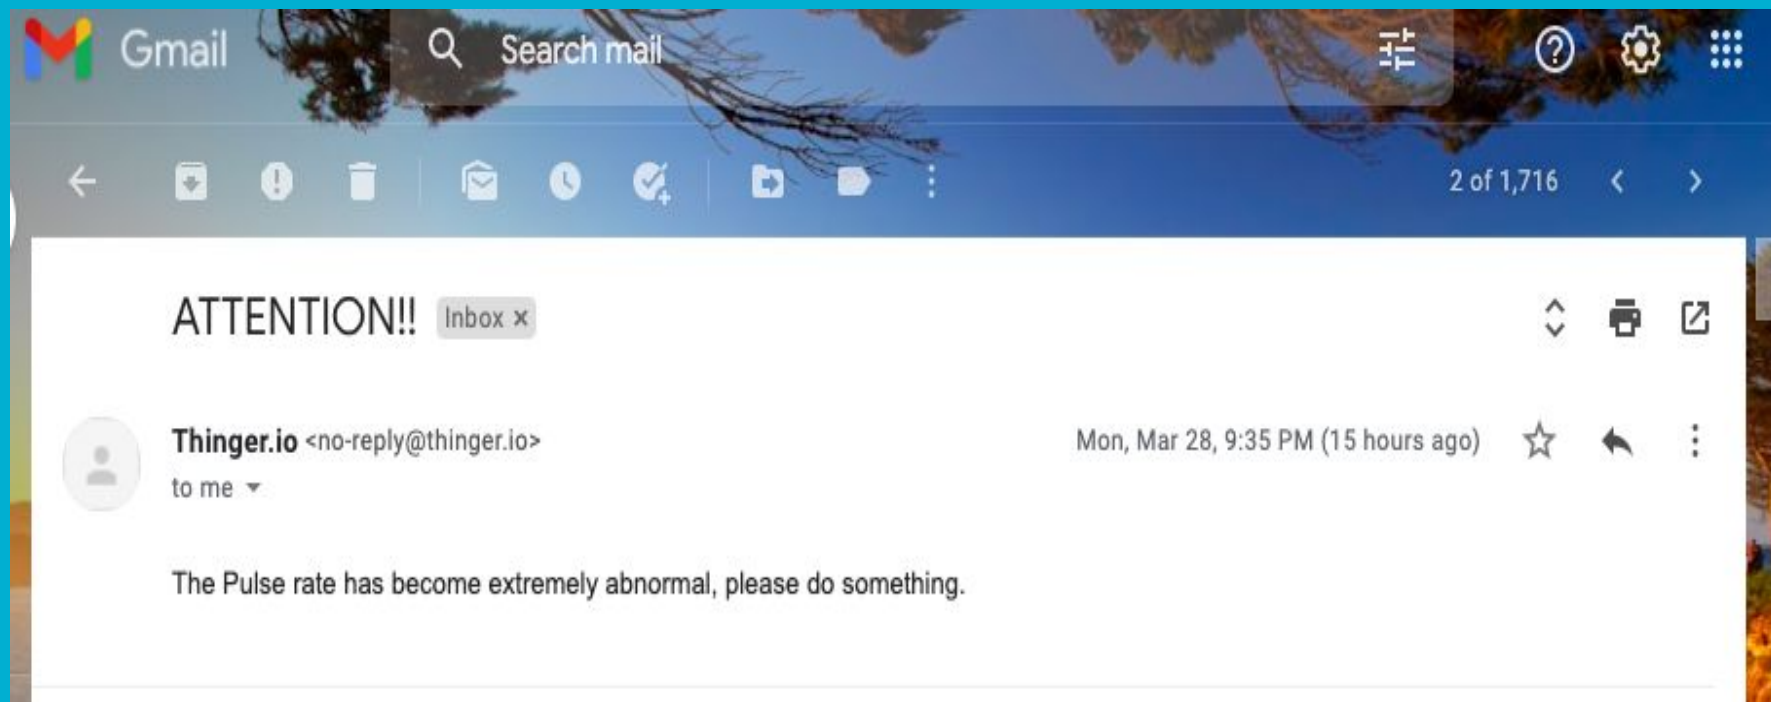 Gmail Search mail
2 of 1,716
ATTENTION!! Inbox x
Thinger.io <no-reply@thinger.io> Mon, Mar 28, 9:35 PM (15 hours ago)
to me
The Pulse rate has become extremely abnormal, please do something.